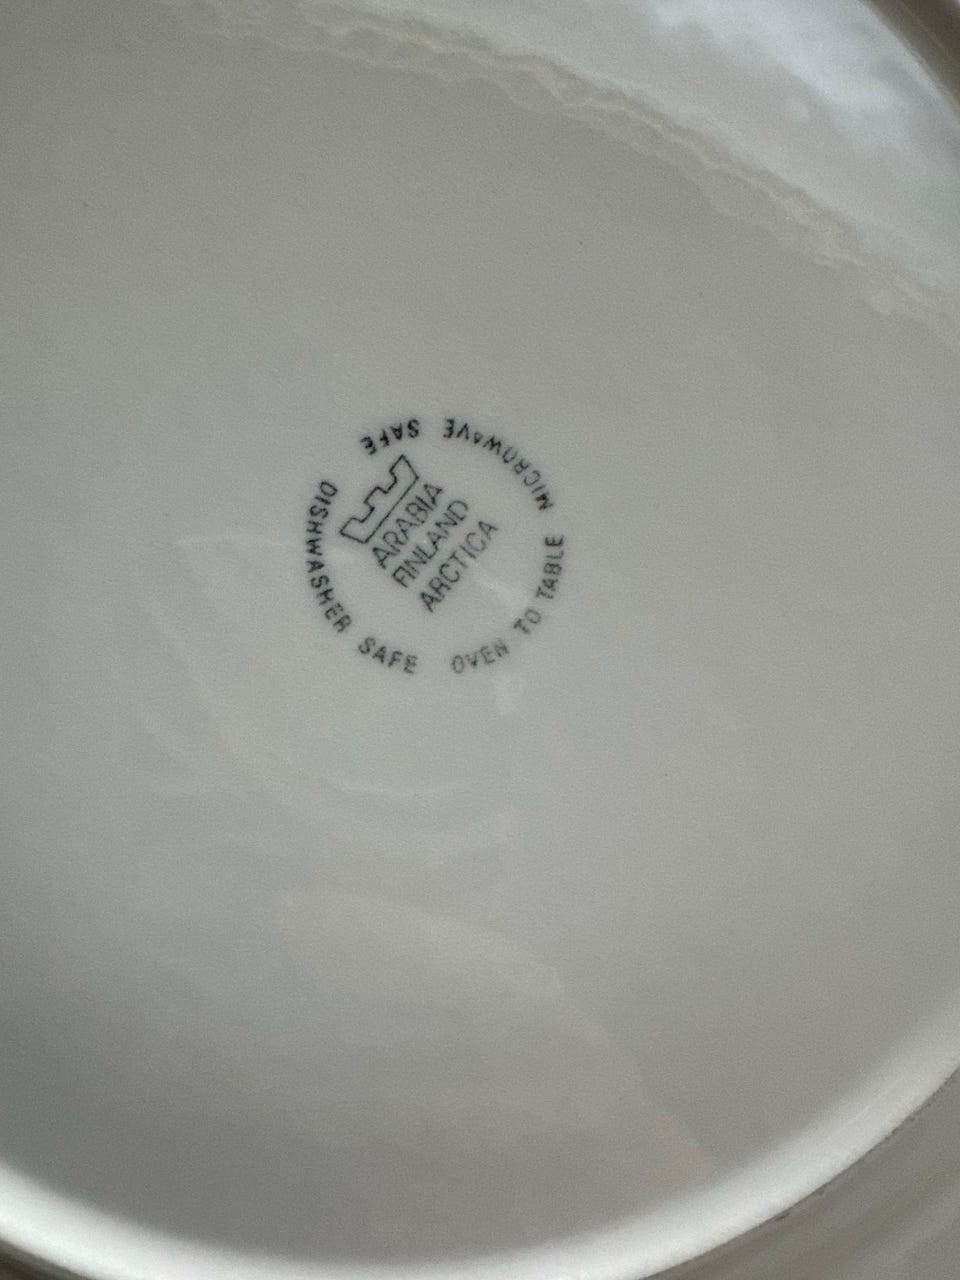 ARABIA
FINLAND
ARCTICA
DISHWASHER SAFE
OVEN TO TABLE
MICROWAVE SAFE